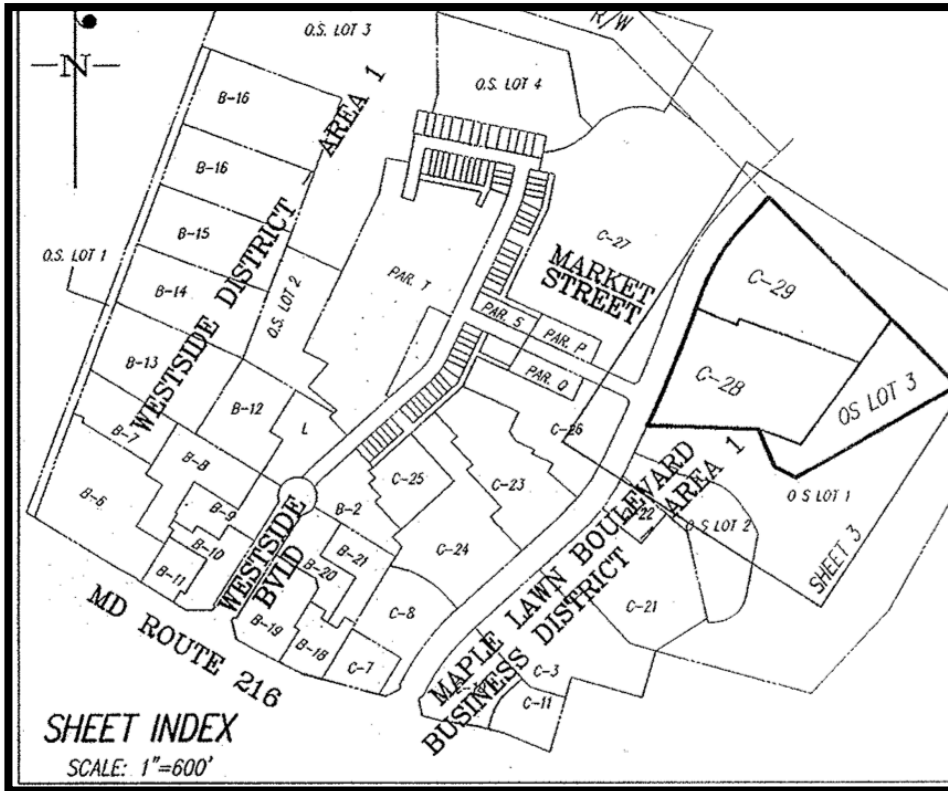 R/W
O.S. LOT 3
N
O.S. LOT 4
B-16
AREA 1
B-16
B-15
C-27
O.S. LOT 1
WESTSIDE DISTRICT
MARKET
STREET
C-29
PAR. T
B-14
O.S. LOT 2
PAR. S
PAR. P
B-13
PAR. Q
C-28
OS LOT 3
B-12
L
C-26
B-7
B-8
C-25
C-23
B-6
B-9
WESTSIDE
BVLD
B-2
22
O S LOT 1
O S LOT 2
B-10
B-21
C-24
SHEET 3
B-11
B-20
C-8
C-21
MD ROUTE 216
B-19
B-18
C-7
MAPLE LAWN BOULEVARD
BUSINESS DISTRICT AREA 1
C-3
C-11
SHEET INDEX
SCALE: 1"=600'